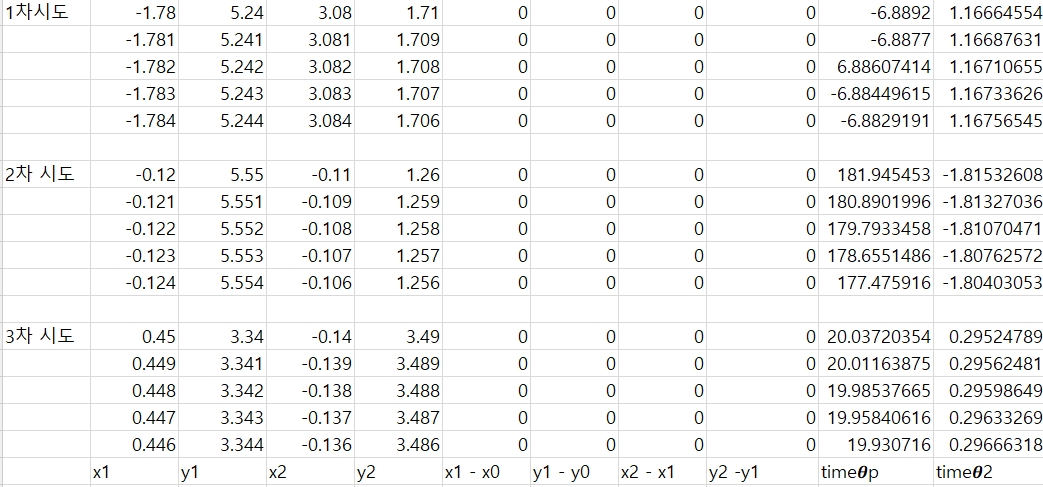 1차시도 -1.78 5.24 3.08 1.71 0 0 0 0 -6.8892 1.16664554
-1.781 5.241 3.081 1.709 0 0 0 0 -6.8877 1.16687631
-1.782 5.242 3.082 1.708 0 0 0 0 6.88607414 1.16710655
-1.783 5.243 3.083 1.707 0 0 0 0 -6.88449615 1.16733626
-1.784 5.244 3.084 1.706 0 0 0 0 -6.8829191 1.16756545
2차 시도 -0.12 5.55 -0.11 1.26 0 0 0 0 181.945453 -1.81532608
-0.121 5.551 -0.109 1.259 0 0 0 0 180.8901996 -1.81327036
-0.122 5.552 -0.108 1.258 0 0 0 0 179.7933458 -1.81070471
-0.123 5.553 -0.107 1.257 0 0 0 0 178.6551486 -1.80762572
-0.124 5.554 -0.106 1.256 0 0 0 0 177.475916 -1.80403053
3차 시도 0.45 3.34 -0.14 3.49 0 0 0 0 20.03720354 0.29524789
0.449 3.341 -0.139 3.489 0 0 0 0 20.01163875 0.29562481
0.448 3.342 -0.138 3.488 0 0 0 0 19.98537665 0.29598649
0.447 3.343 -0.137 3.487 0 0 0 0 19.95840616 0.29633269
0.446 3.344 -0.136 3.486 0 0 0 0 19.930716 0.29666318
x1 y1 x2 y2 x1 - x0 y1 - y0 x2 - x1 y2 -y1 time𝜽p time𝜽2